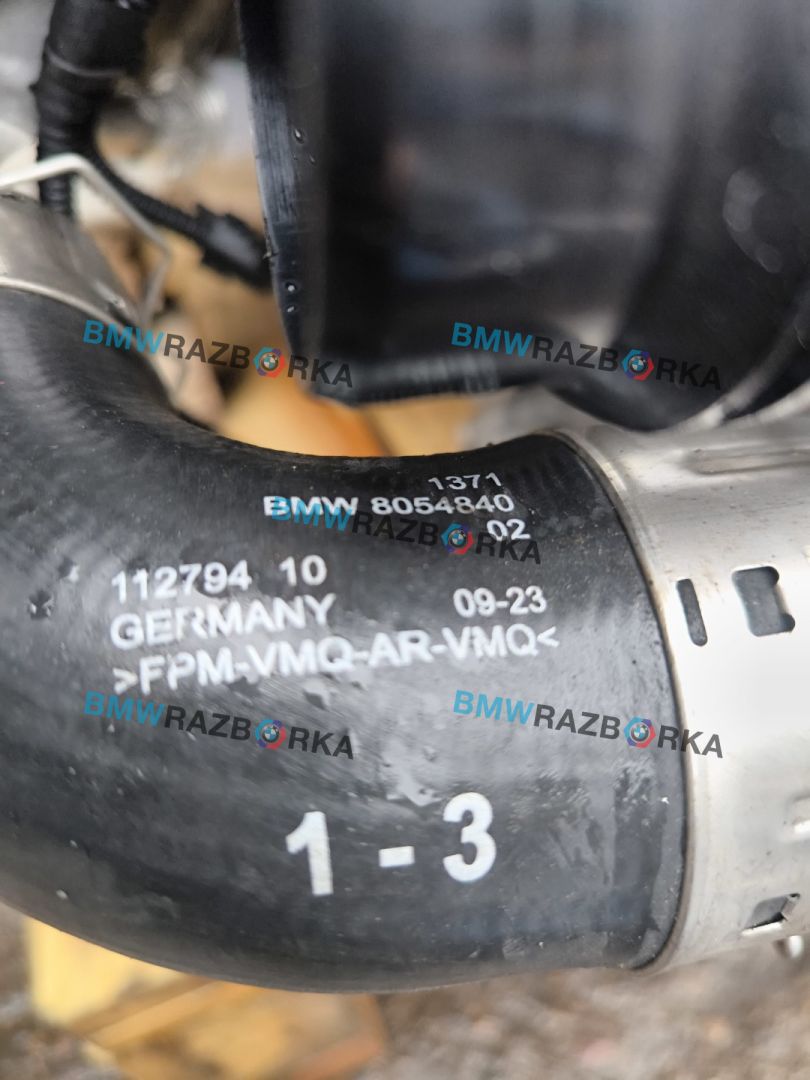 BMWRAZBORKA
BMWRAZBORKA
1371
BMW 8054840
BMWRAZBORKA
02
112794 10
09-23
GERMANY
>FPM-VMQ-AR-VMQ<
BMWRAZBORKA
BMWRAZBORKA
1 - 3